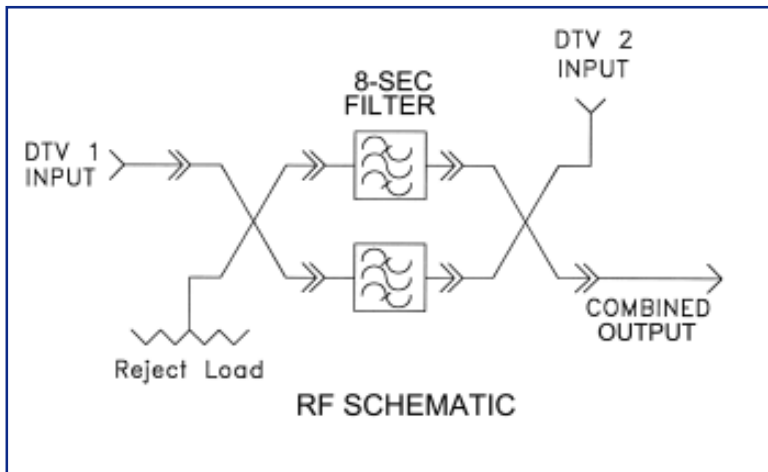 DTV 2
INPUT
8-SEC
FILTER
DTV 1
INPUT
COMBINED
OUTPUT
Reject Load
RF SCHEMATIC